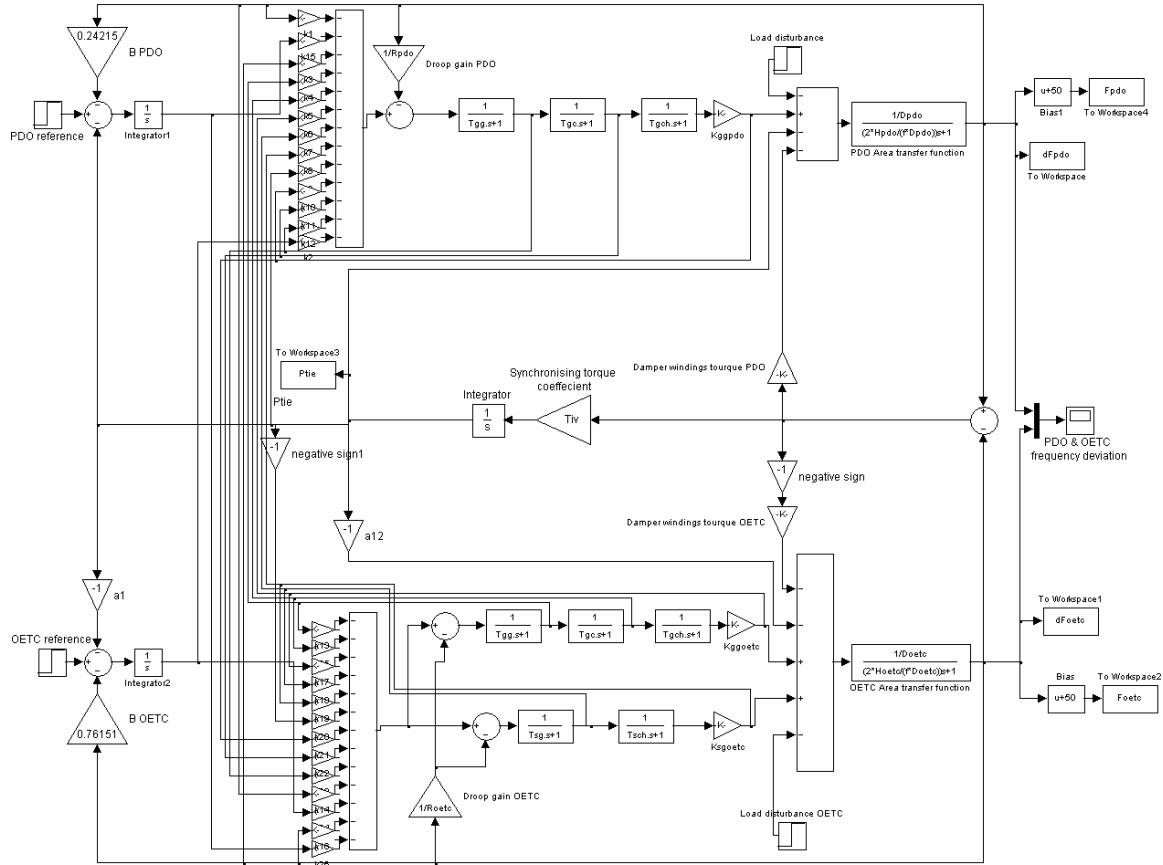 0.24215
B PDO
PDO reference
1
s
Integrator1
k1
k15
k3
k4
k5
k6
k7
k8
k10
k11
k12
k2
1/Rpdo
Droop gain PDO
1
Tgg.s+1
1
Tgc.s+1
1
Tgch.s+1
K-
Kggpdo
Load disturbance
1/Dpdo
(2*Hpdo/(f*Dpdo))s+1
PDO Area transfer function
u+50
Bias1
Fpdo
To Workspace4
dFpdo
To Workspace
To Workspace3
Ptie
Ptie
-1
negative sign1
Integrator
1
s
Synchronising torque
coeffecient
Tiv
Damper windings tourque PDO
-K-
-1
negative sign
Damper windings tourque OETC
-K-
PDO & OETC
frequency deviation
-1
a12
-1
a1
OETC reference
1
s
Integrator2
0.76151
B OETC
k13
k17
k18
k19
k20
k21
k22
k14
k16
1
Tgg.s+1
1
Tgc.s+1
1
Tgch.s+1
K-
Kggoetc
1
Tsg.s+1
1
Tsch.s+1
K-
Ksgoetc
1/Roetc
Droop gain OETC
Load disturbance OETC
1/Doetc
(2*Hoetc/(f*Doetc))s+1
OETC Area transfer function
To Workspace1
dFoetc
Bias
u+50
To Workspace2
Foetc